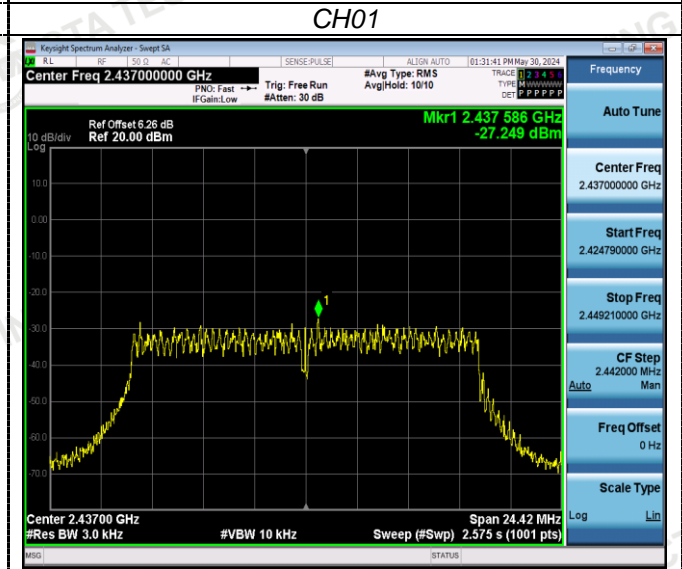 CH01
Keysight Spectrum Analyzer - Swept SA
RL RF 50 Ω AC SENSE:PULSE ALIGN AUTO 01:31:41 PM May 30, 2024
Center Freq 2.437000000 GHz
PNO: Fast
IFGain:Low
Trig: Free Run
#Atten: 30 dB
#Avg Type: RMS
Avg|Hold: 10/10
TRACE 1 2 3 4 5 6
TYPE MWWWWW
DET P P P P P P
Ref Offset 6.26 dB
10 dB/div Ref 20.00 dBm
Log
Mkr1 2.437 586 GHz
-27.249 dBm
10.0
0.00
-10.0
-20.0
-30.0
-40.0
-50.0
-60.0
-70.0
1
Center 2.43700 GHz Span 24.42 MHz
#Res BW 3.0 kHz #VBW 10 kHz Sweep (#Swp) 2.575 s (1001 pts)
MSG STATUS
Frequency
Auto Tune
Center Freq
2.437000000 GHz
Start Freq
2.424790000 GHz
Stop Freq
2.449210000 GHz
CF Step
2.442000 MHz
Auto Man
Freq Offset
0 Hz
Scale Type
Log Lin